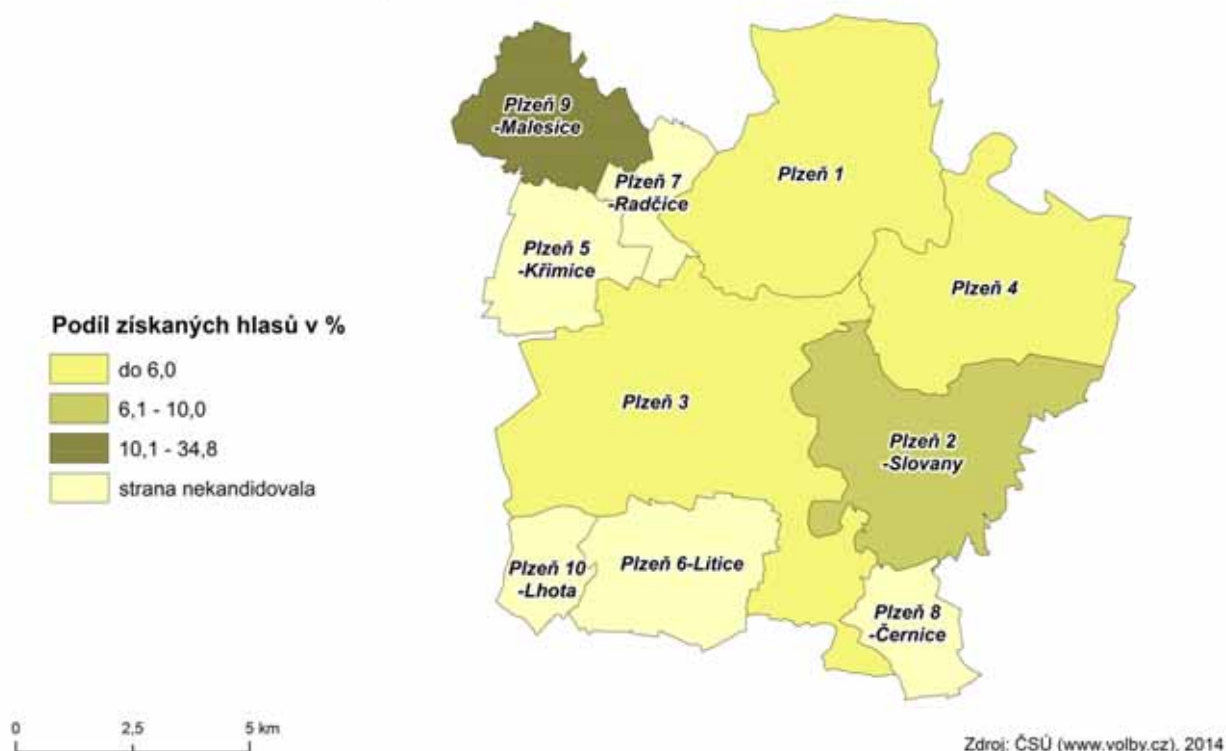 Plzeň 9
-Malesice
Plzeň 7
-Radčice
Plzeň 1
Plzeň 5
-Křimice
Plzeň 4
Podíl získaných hlasů v %
do 6,0
6,1 - 10,0
10,1 - 34,8
strana nekandidovala
Plzeň 3
Plzeň 2
-Slovany
Plzeň 10
-Lhota
Plzeň 6-Litice
Plzeň 8
-Černice
0 2,5 5 km
Zdroj: ČSÚ (www.volby.cz), 2014